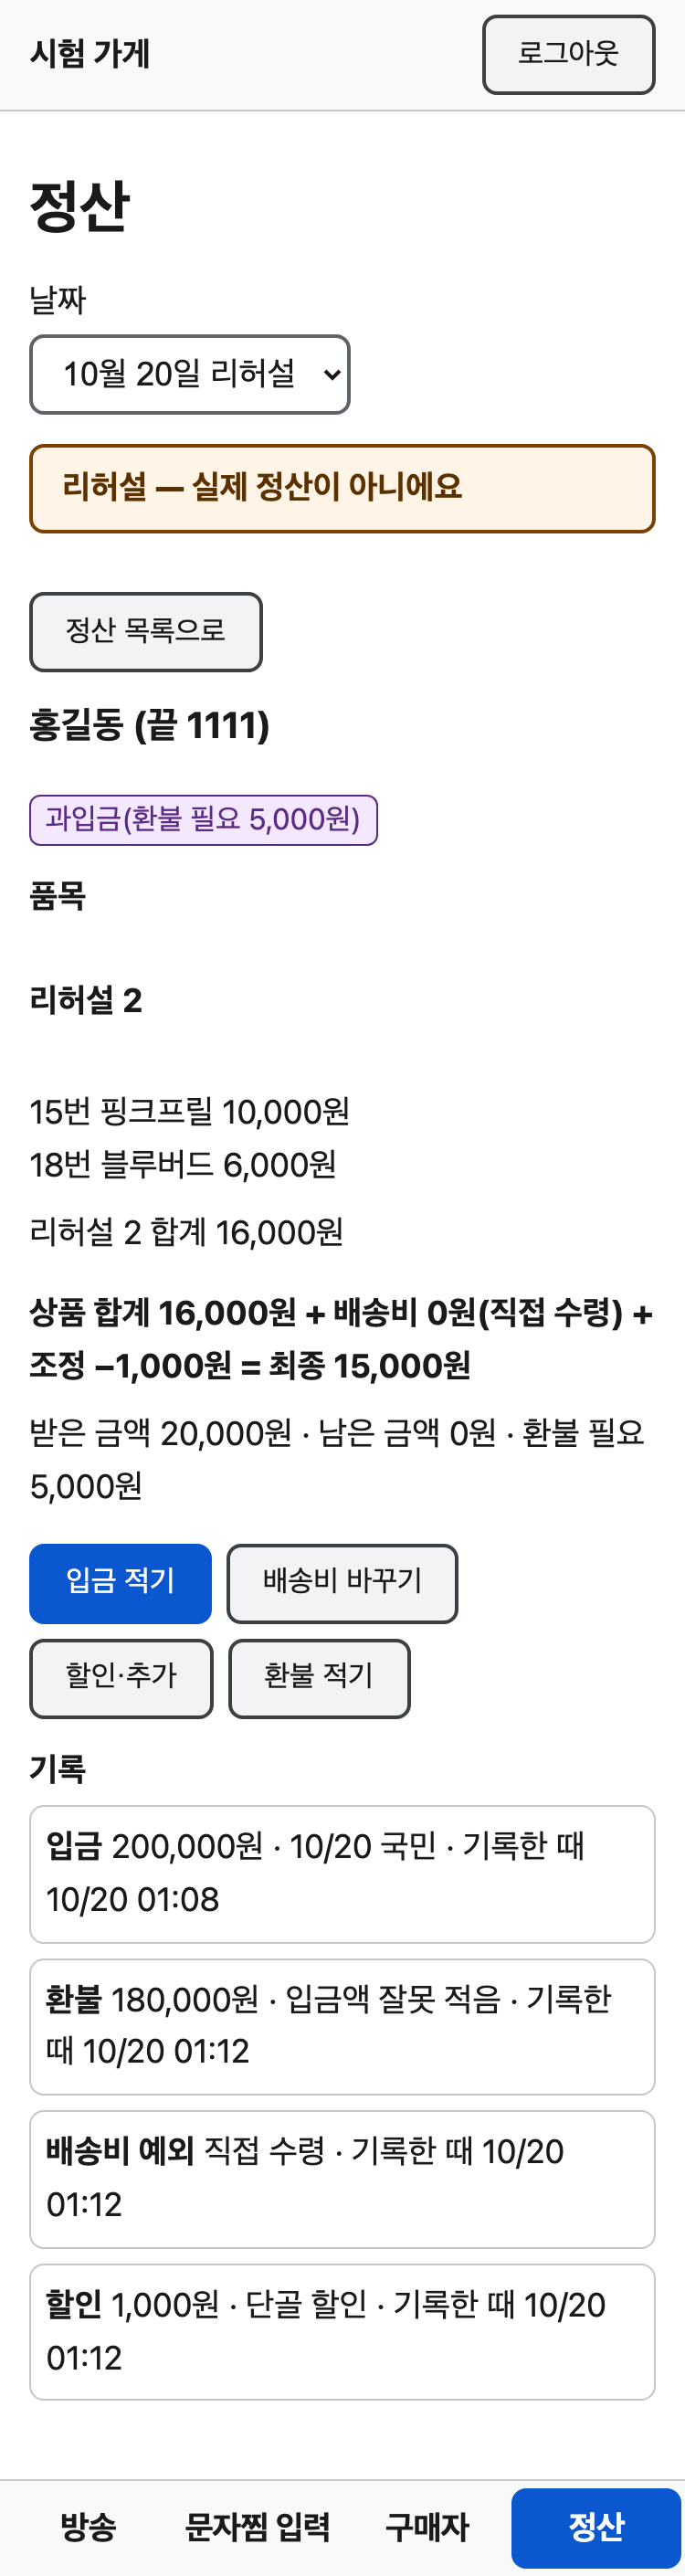 시험 가게
로그아웃
정산
날짜
10월 20일 리허설
리허설 — 실제 정산이 아니에요
정산 목록으로
홍길동 (끝 1111)
과입금(환불 필요 5,000원)
품목
리허설 2
15번 핑크프릴 10,000원
18번 블루버드 6,000원
리허설 2 합계 16,000원
상품 합계 16,000원 + 배송비 0원(직접 수령) +
조정 −1,000원 = 최종 15,000원
받은 금액 20,000원 · 남은 금액 0원 · 환불 필요
5,000원
입금 적기
배송비 바꾸기
할인·추가
환불 적기
기록
입금 200,000원 · 10/20 국민 · 기록한 때
10/20 01:08
환불 180,000원 · 입금액 잘못 적음 · 기록한
때 10/20 01:12
배송비 예외 직접 수령 · 기록한 때 10/20
01:12
할인 1,000원 · 단골 할인 · 기록한 때 10/20
01:12
방송
문자찜 입력
구매자
정산